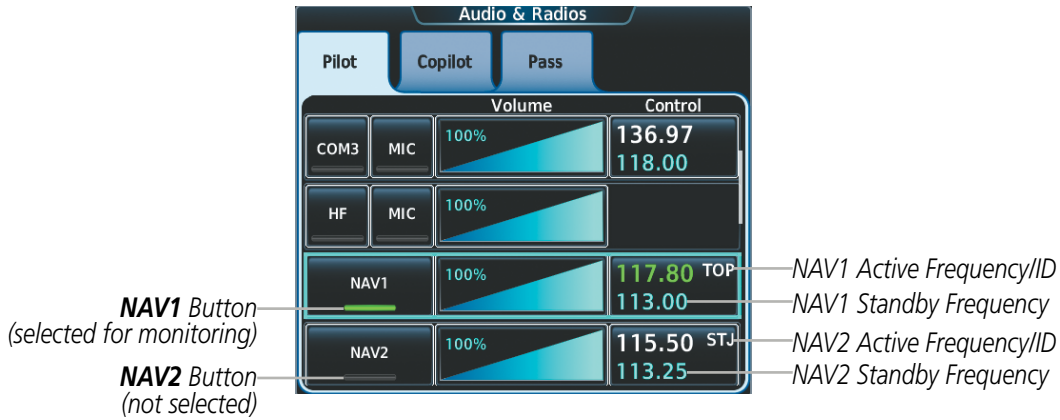 Audio & Radios
Pilot Copilot Pass
Volume Control
COM3 MIC 100% 136.97
118.00
HF MIC 100%
NAV1 100% 117.80 TOP
113.00
NAV2 100% 115.50 STJ
113.25
NAV1 Button
(selected for monitoring)
NAV2 Button
(not selected)
NAV1 Active Frequency/ID
NAV1 Standby Frequency
NAV2 Active Frequency/ID
NAV2 Standby Frequency